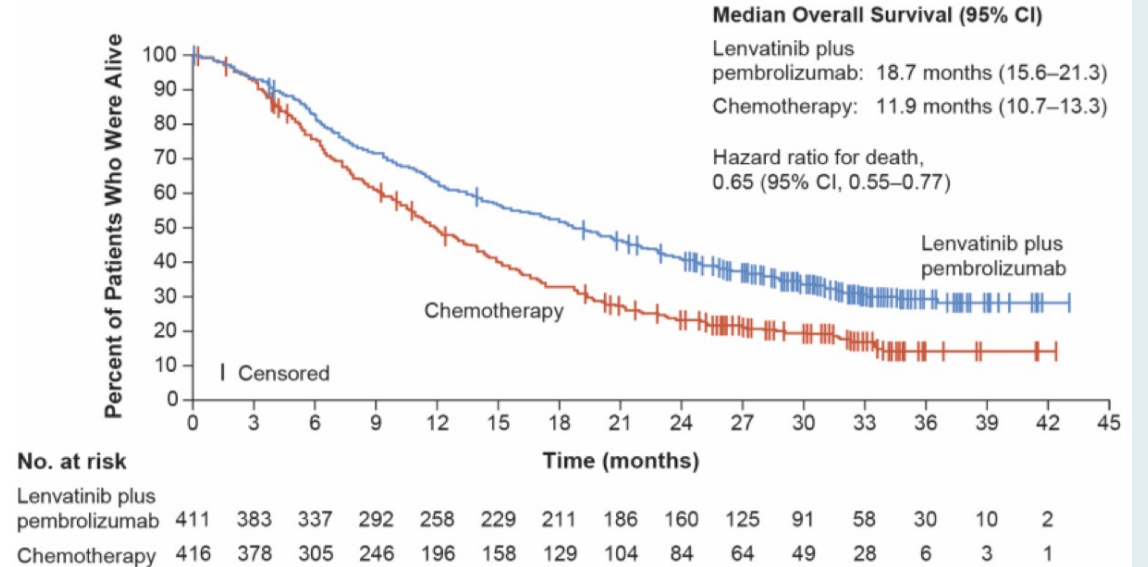 Median Overall Survival (95% CI)
Lenvatinib plus
pembrolizumab: 18.7 months (15.6–21.3)
Chemotherapy: 11.9 months (10.7–13.3)
Hazard ratio for death,
0.65 (95% CI, 0.55–0.77)
Percent of Patients Who Were Alive
100
90
80
70
60
50
40
30
20
10
0
Lenvatinib plus
pembrolizumab
Chemotherapy
Censored
0 3 6 9 12 15 18 21 24 27 30 33 36 39 42 45
Time (months)
No. at risk
Lenvatinib plus
pembrolizumab 411 383 337 292 258 229 211 186 160 125 91 58 30 10 2
Chemotherapy 416 378 305 246 196 158 129 104 84 64 49 28 6 3 1